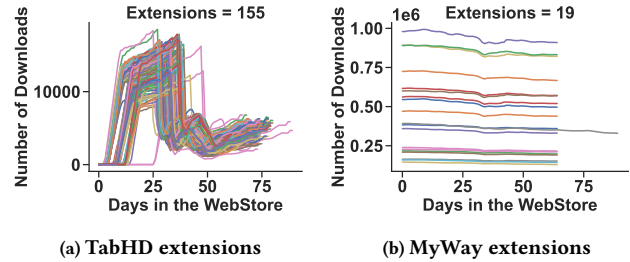 Extensions = 155
Number of Downloads
10000
0
0 25 50 75
Days in the WebStore
(a) TabHD extensions
1e6
Extensions = 19
Number of Downloads
1.00
0.75
0.50
0.25
0 25 50 75
Days in the WebStore
(b) MyWay extensions